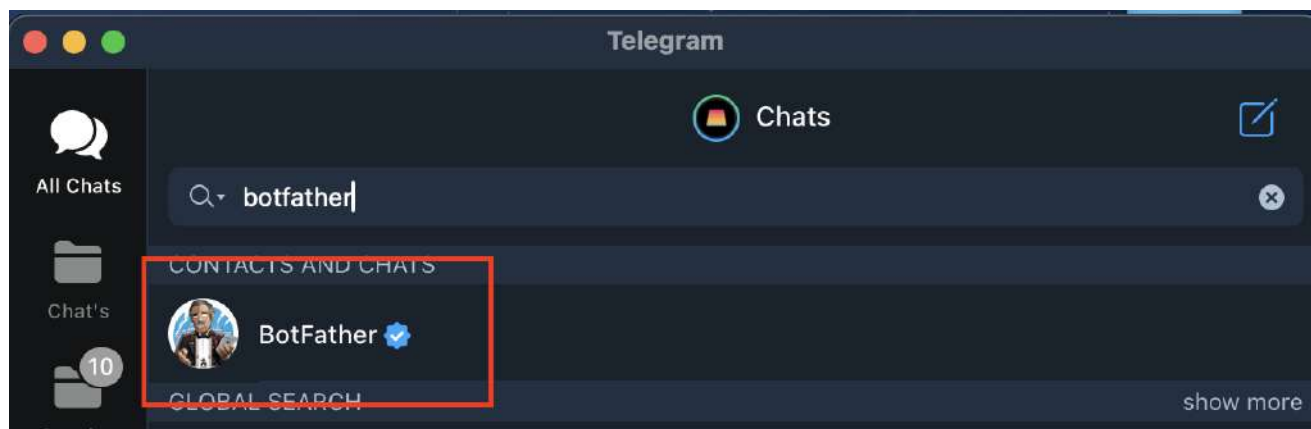 Telegram
Chats
All Chats
botfather
CONTACTS AND CHATS
Chat's
BotFather
10
GLOBAL SEARCH
show more